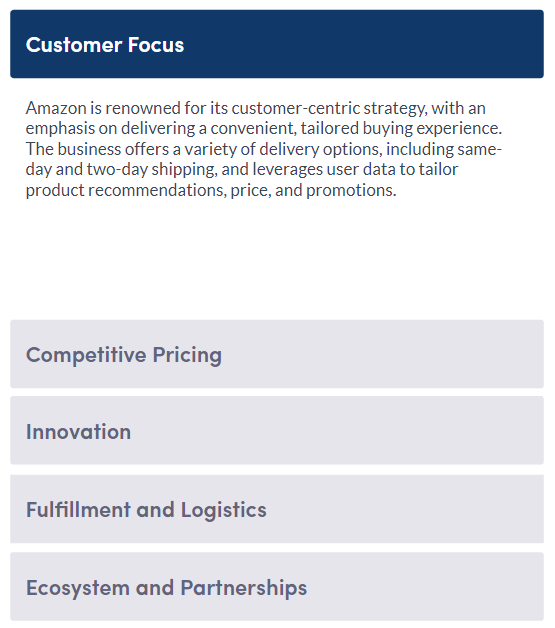 Customer Focus
Amazon is renowned for its customer-centric strategy, with an
emphasis on delivering a convenient, tailored buying experience.
The business offers a variety of delivery options, including same-
day and two-day shipping, and leverages user data to tailor
product recommendations, price, and promotions.
Competitive Pricing
Innovation
Fulfillment and Logistics
Ecosystem and Partnerships